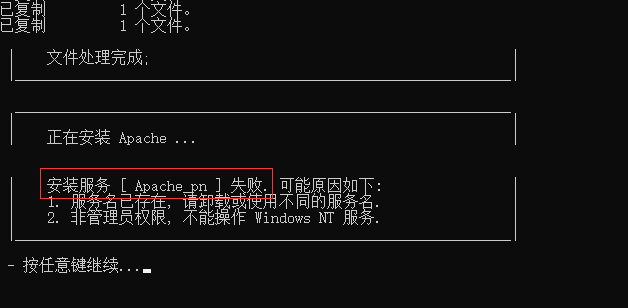 已复制 1 个文件。
已复制 1 个文件。
文件处理完成;
正在安装 Apache ...
安装服务 [ Apache_pn ] 失败. 可能原因如下:
1. 服务名已存在, 请卸载或使用不同的服务名.
2. 非管理员权限, 不能操作 Windows NT 服务.
- 按任意键继续...